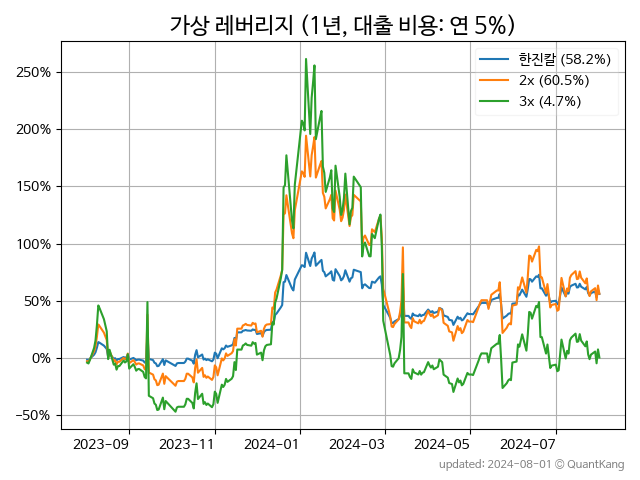 가상 레버리지 (1년, 대출 비용: 연 5%)
한진칼 (58.2%)
2x (60.5%)
3x (4.7%)
250%
200%
150%
100%
50%
0%
−50%
2023-09
2023-11
2024-01
2024-03
2024-05
2024-07
updated: 2024-08-01 © QuantKang